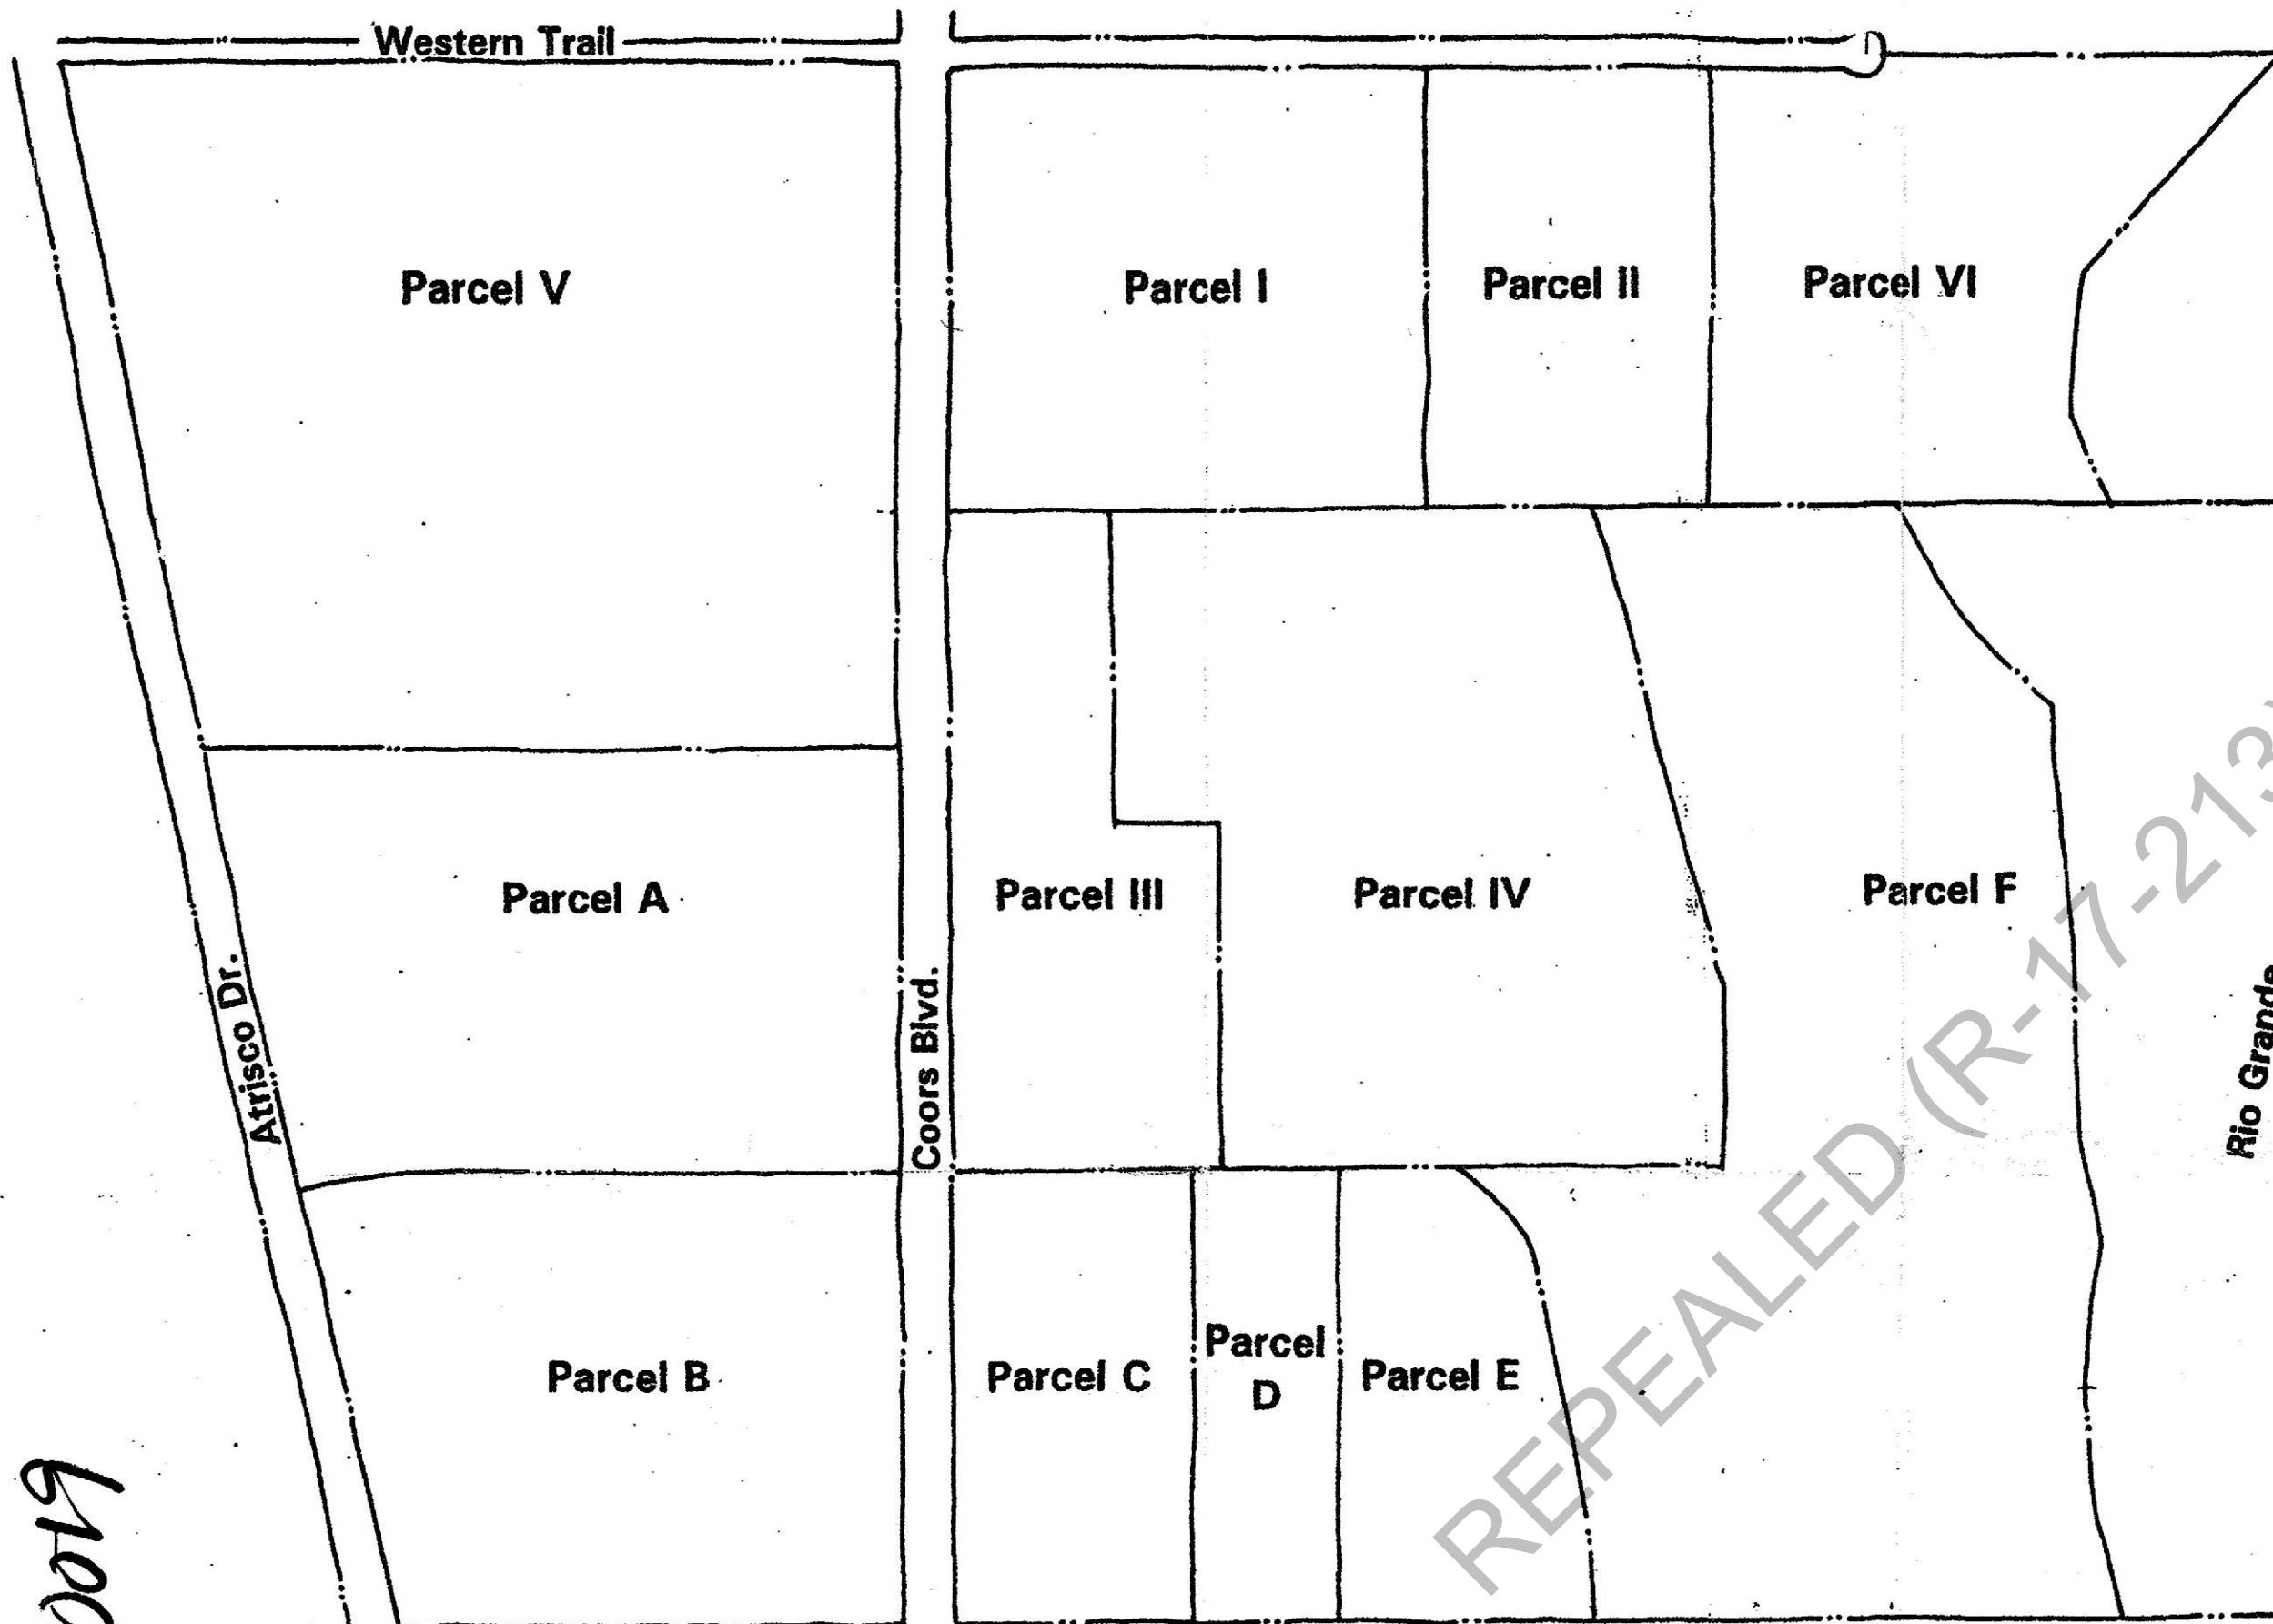 Western Trail
Parcel V
Parcel I
Parcel II
Parcel VI
Parcel A
Parcel III
Parcel IV
Parcel F
Atrisco Dr.
Coors Blvd.
Rio Grande
Parcel B
Parcel C
Parcel
D
Parcel E
REPEALED (R-17-213)